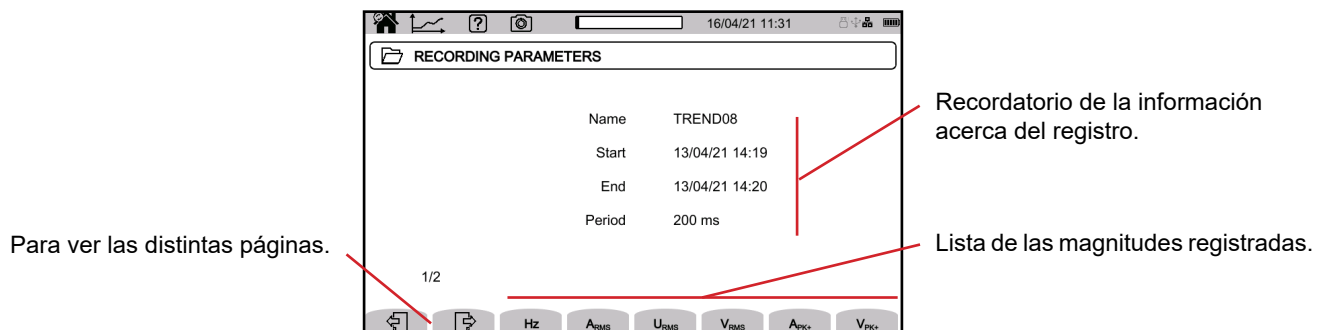 16/04/21 11:31
RECORDING PARAMETERS
Name TREND08
Start 13/04/21 14:19
End 13/04/21 14:20
Period 200 ms
Recordatorio de la información
acerca del registro.
Para ver las distintas páginas.
Lista de las magnitudes registradas.
1/2
Hz ARMS URMS VRMS APK+ VPK+